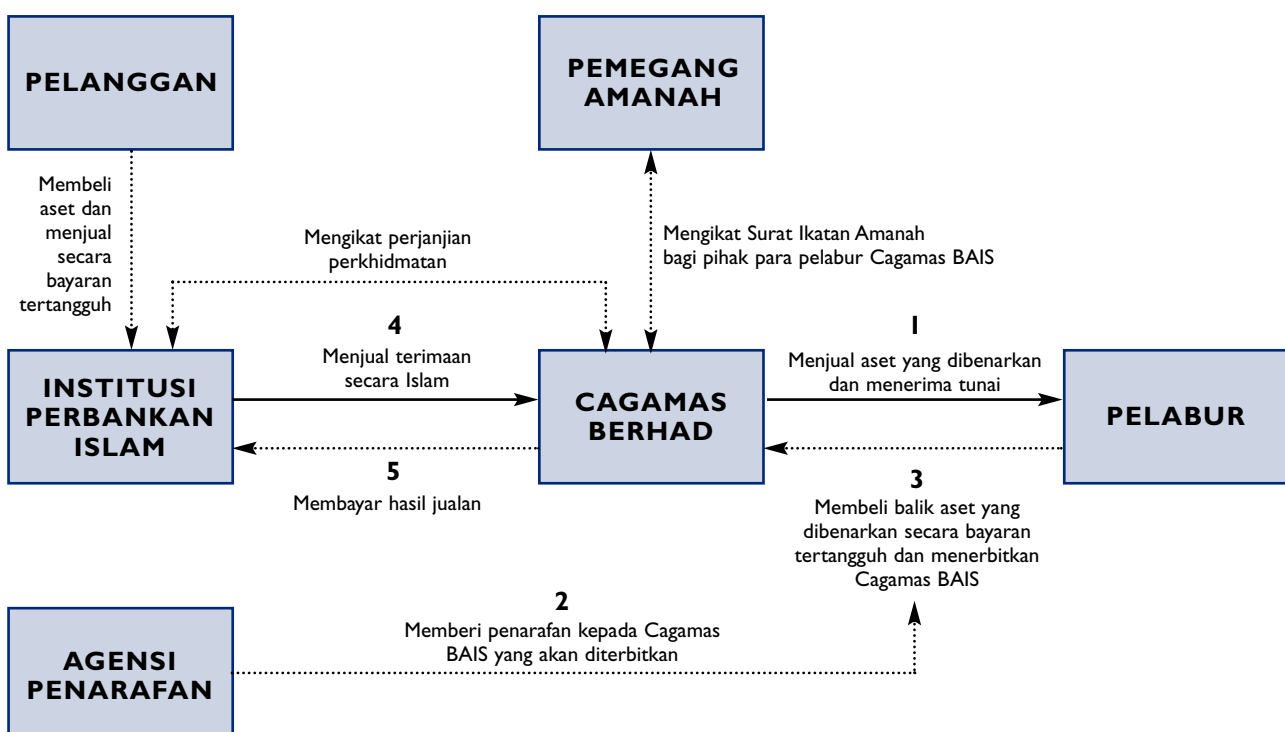 PELANGGAN
PEMEGANG
AMANAH
Membeli
aset dan
menjual
secara
bayaran
tertangguh
Mengikat perjanjian
perkhidmatan
Mengikat Surat Ikatan Amanah
bagi pihak para pelabur Cagamas BAIS
4
Menjual terimaan
secara Islam
1
Menjual aset yang dibenarkan
dan menerima tunai
INSTITUSI
PERBANKAN
ISLAM
CAGAMAS
BERHAD
PELABUR
5
Membayar hasil jualan
3
Membeli balik aset yang
dibenarkan secara bayaran
tertangguh dan menerbitkan
Cagamas BAIS
2
Memberi penarafan kepada Cagamas
BAIS yang akan diterbitkan
AGENSI
PENARAFAN